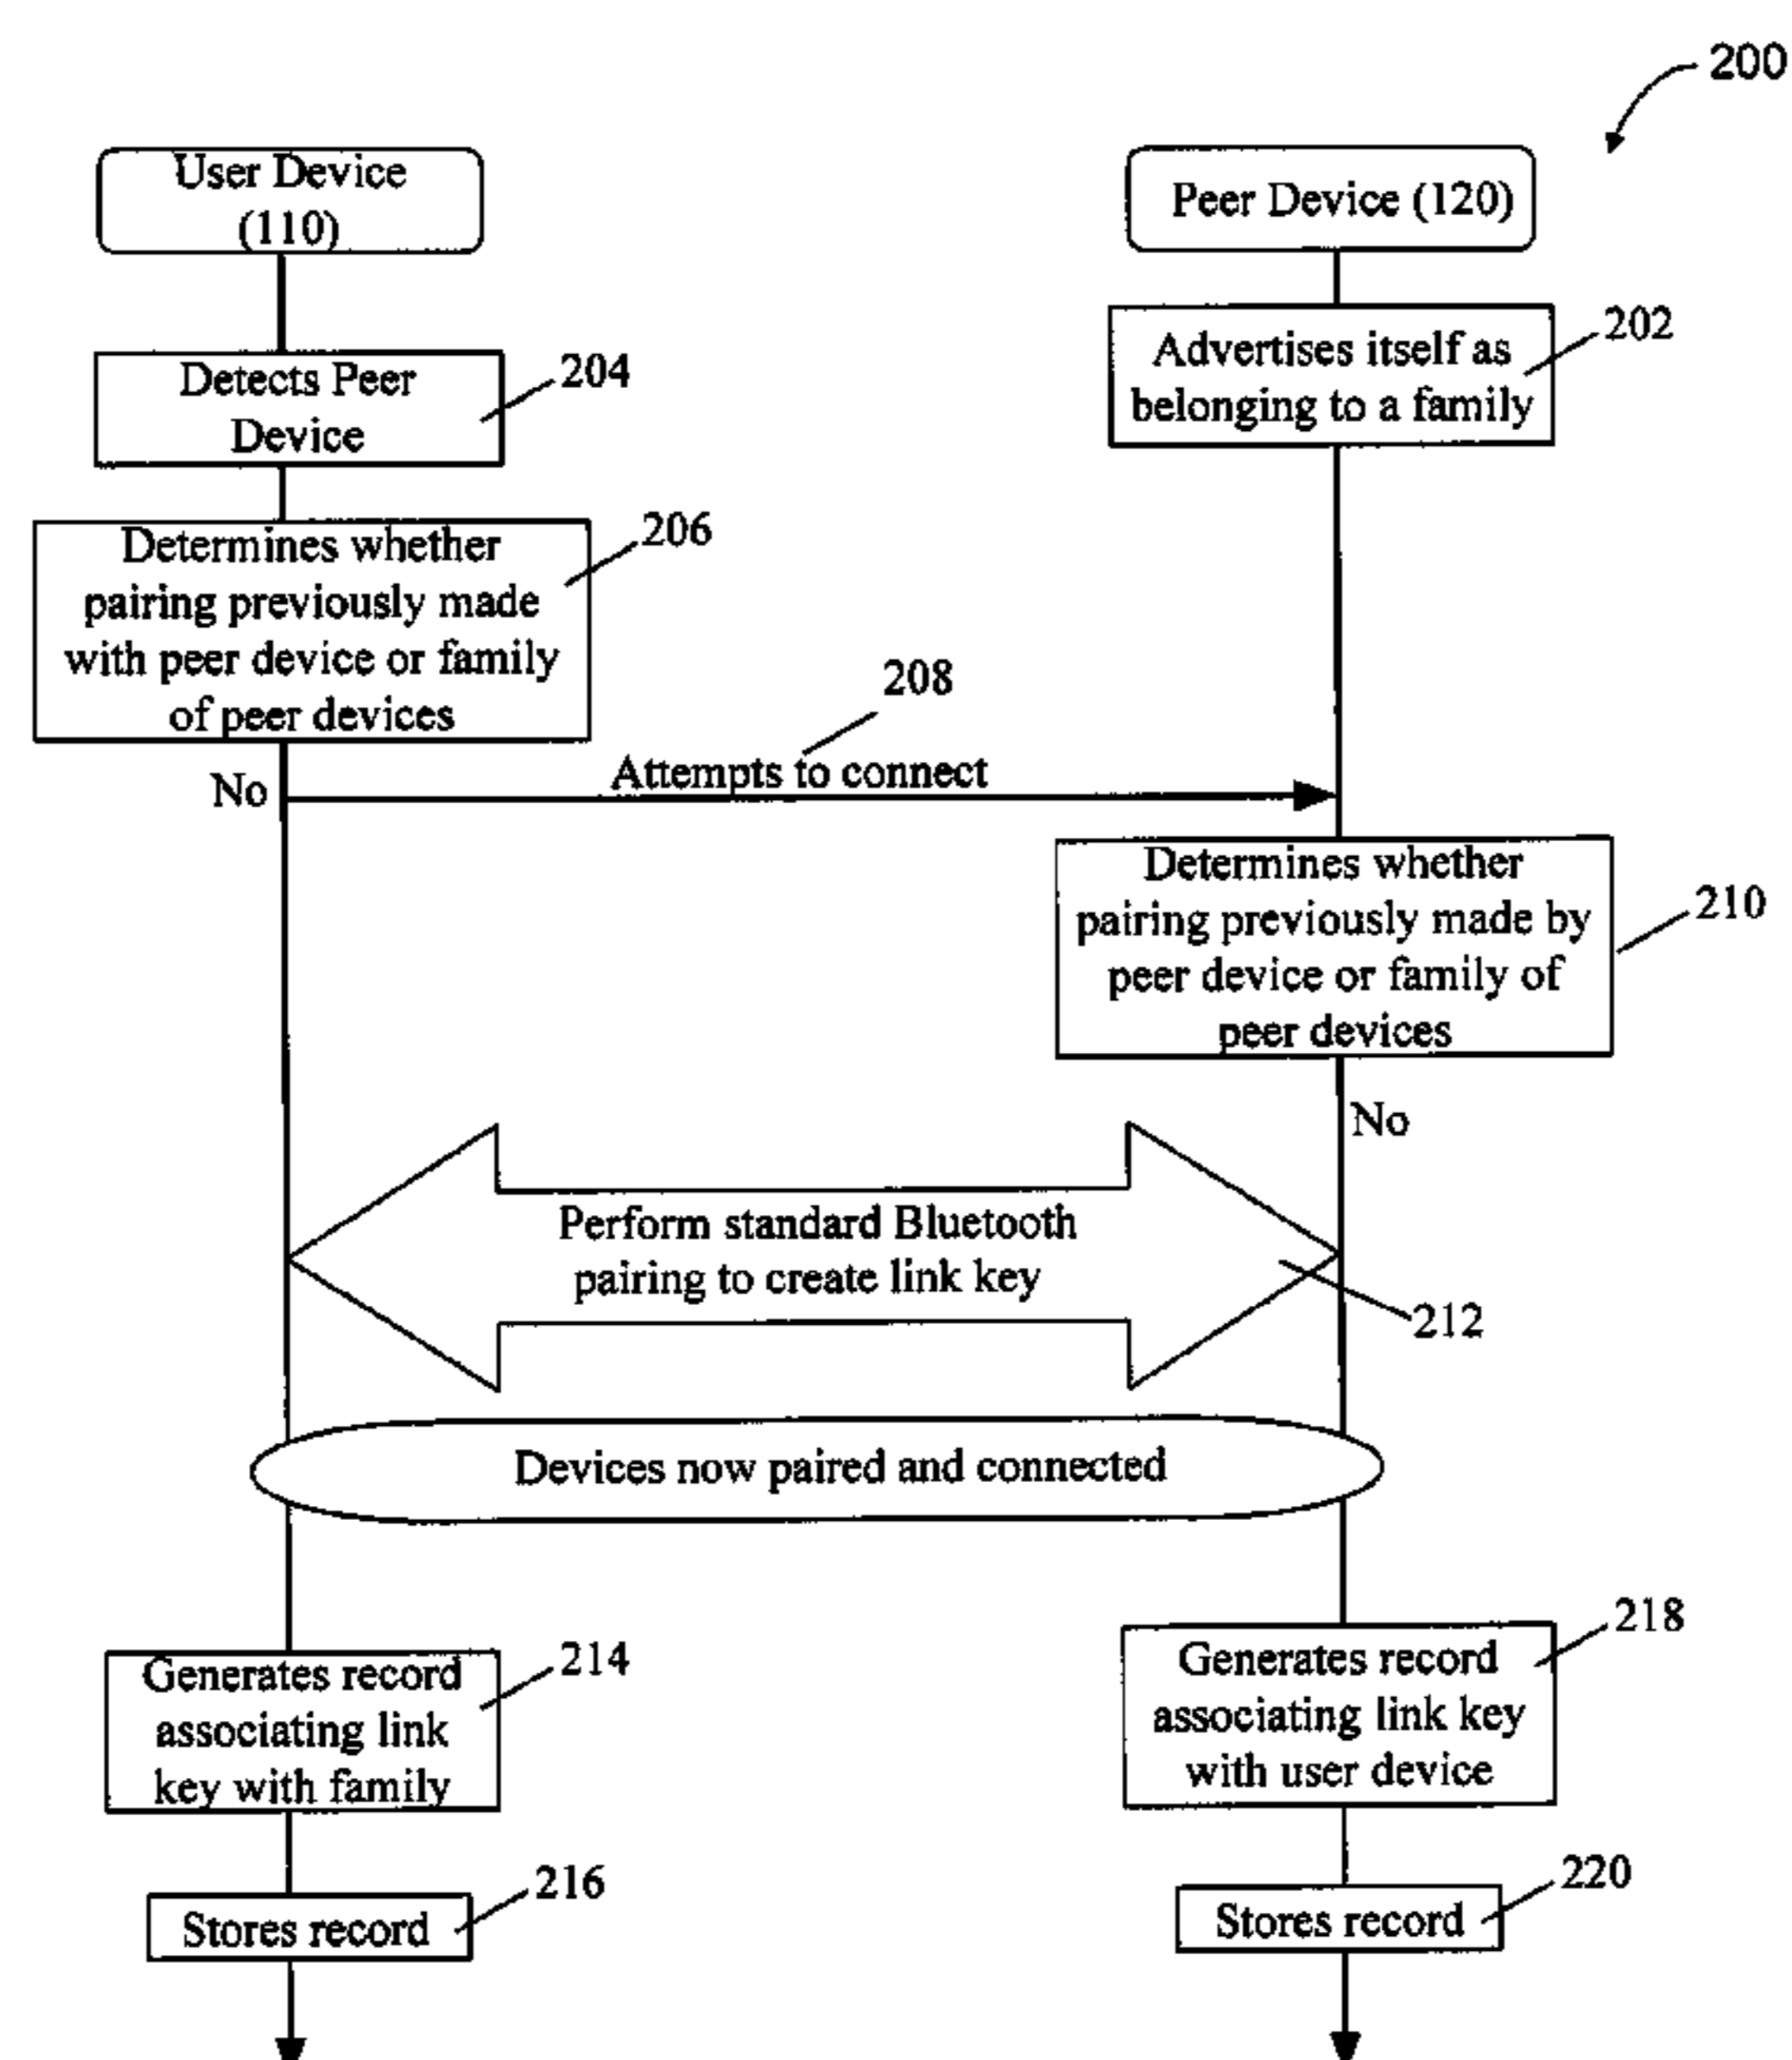 200
User Device
(110)
Peer Device (120)
Advertises itself as
belonging to a family
202
Detects Peer
Device
204
Determines whether
pairing previously made
with peer device or family
of peer devices
206
208
No
Attempts to connect
Determines whether
pairing previously made by
peer device or family of
peer devices
210
No
Perform standard Bluetooth
pairing to create link key
212
Devices now paired and connected
Generates record
associating link
key with family
214
Generates record
associating link key
with user device
218
Stores record
216
Stores record
220